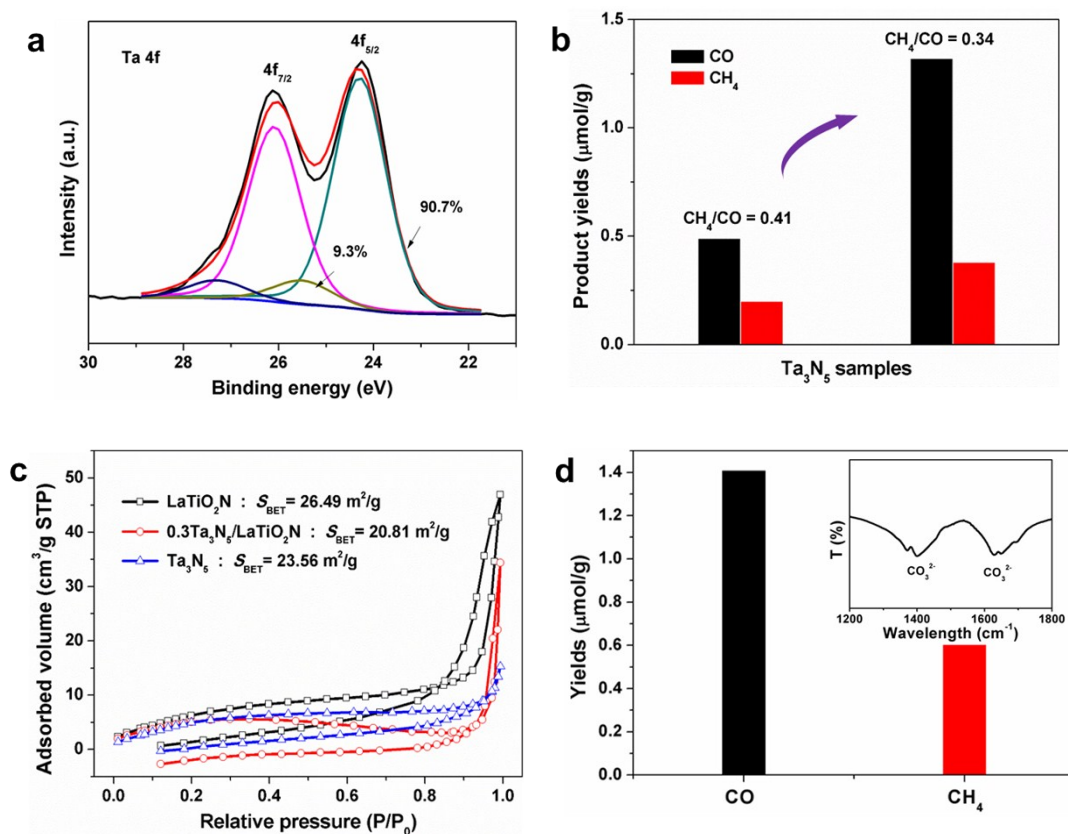 a
Ta 4f
4f7/2
4f5/2
90.7%
9.3%
Intensity (a.u.)
30 28 26 24 22
Binding energy (eV)
b
CO
CH4
CH4/CO = 0.34
CH4/CO = 0.41
Product yields (μmol/g)
1.5
1.0
0.5
0.0
Ta3N5 samples
c
LaTiO2N : SBET= 26.49 m2/g
0.3Ta3N5/LaTiO2N : SBET= 20.81 m2/g
Ta3N5 : SBET= 23.56 m2/g
Adsorbed volume (cm3/g STP)
50
40
30
20
10
0
0.0 0.2 0.4 0.6 0.8 1.0
Relative pressure (P/P0)
d
Yields (μmol/g)
1.4
1.2
1.0
0.8
0.6
0.4
0.2
0.0
CO CH4
T (%)
CO3 2- CO3 2-
1200 1400 1600 1800
Wavelength (cm-1)